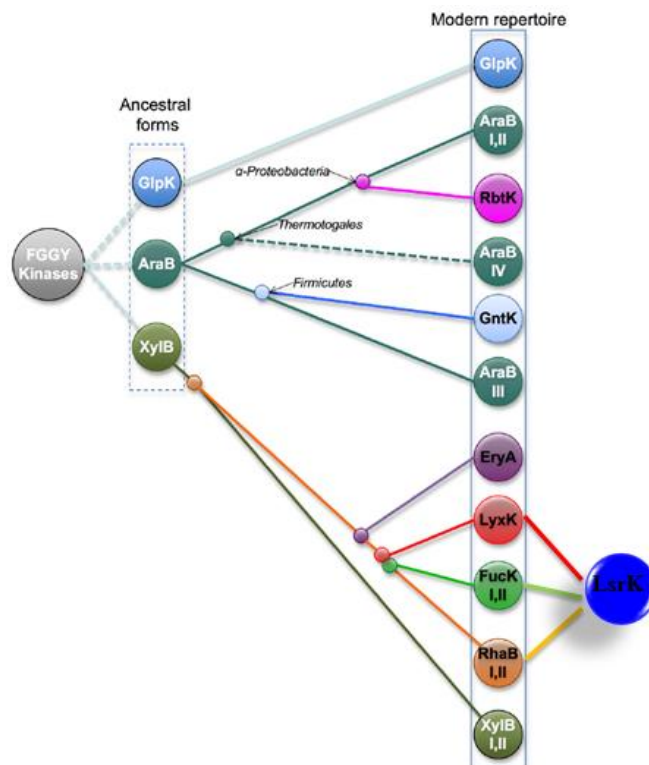 Modern repertoire
GlpK
Ancestral
forms
AraB
I,II
α-Proteobacteria
GlpK
RbtK
Thermotogales
FGGY
Kinases
AraB
AraB
IV
Firmicutes
GntK
XylB
AraB
III
EryA
LyxK
FucK
I,II
LsrK
RhaB
I,II
XylB
I,II